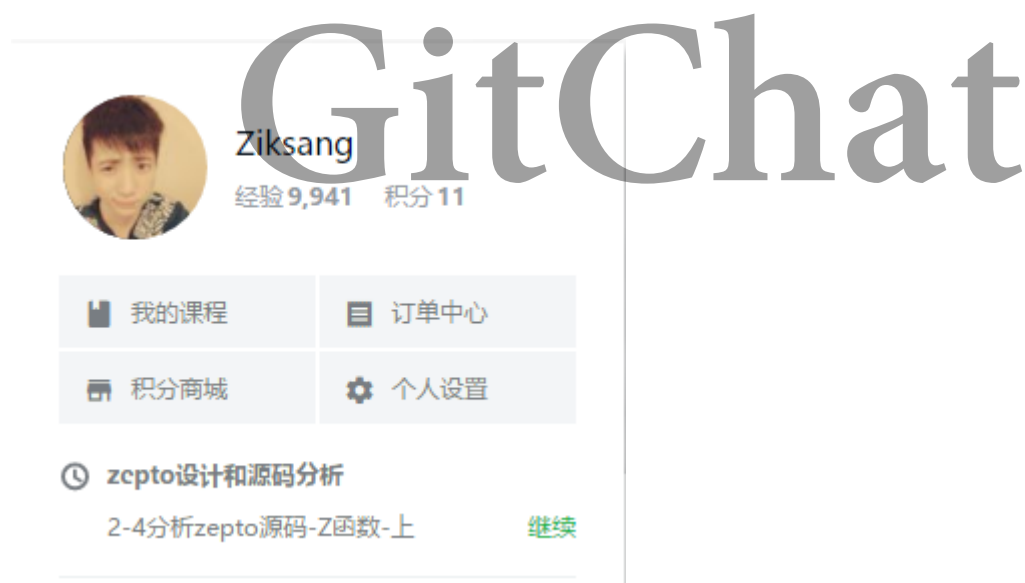 GitChat
Ziksang
经验 9,941 积分 11
我的课程 订单中心
积分商城 个人设置
zepto设计和源码分析
2-4分析zepto源码-Z函数-上 继续